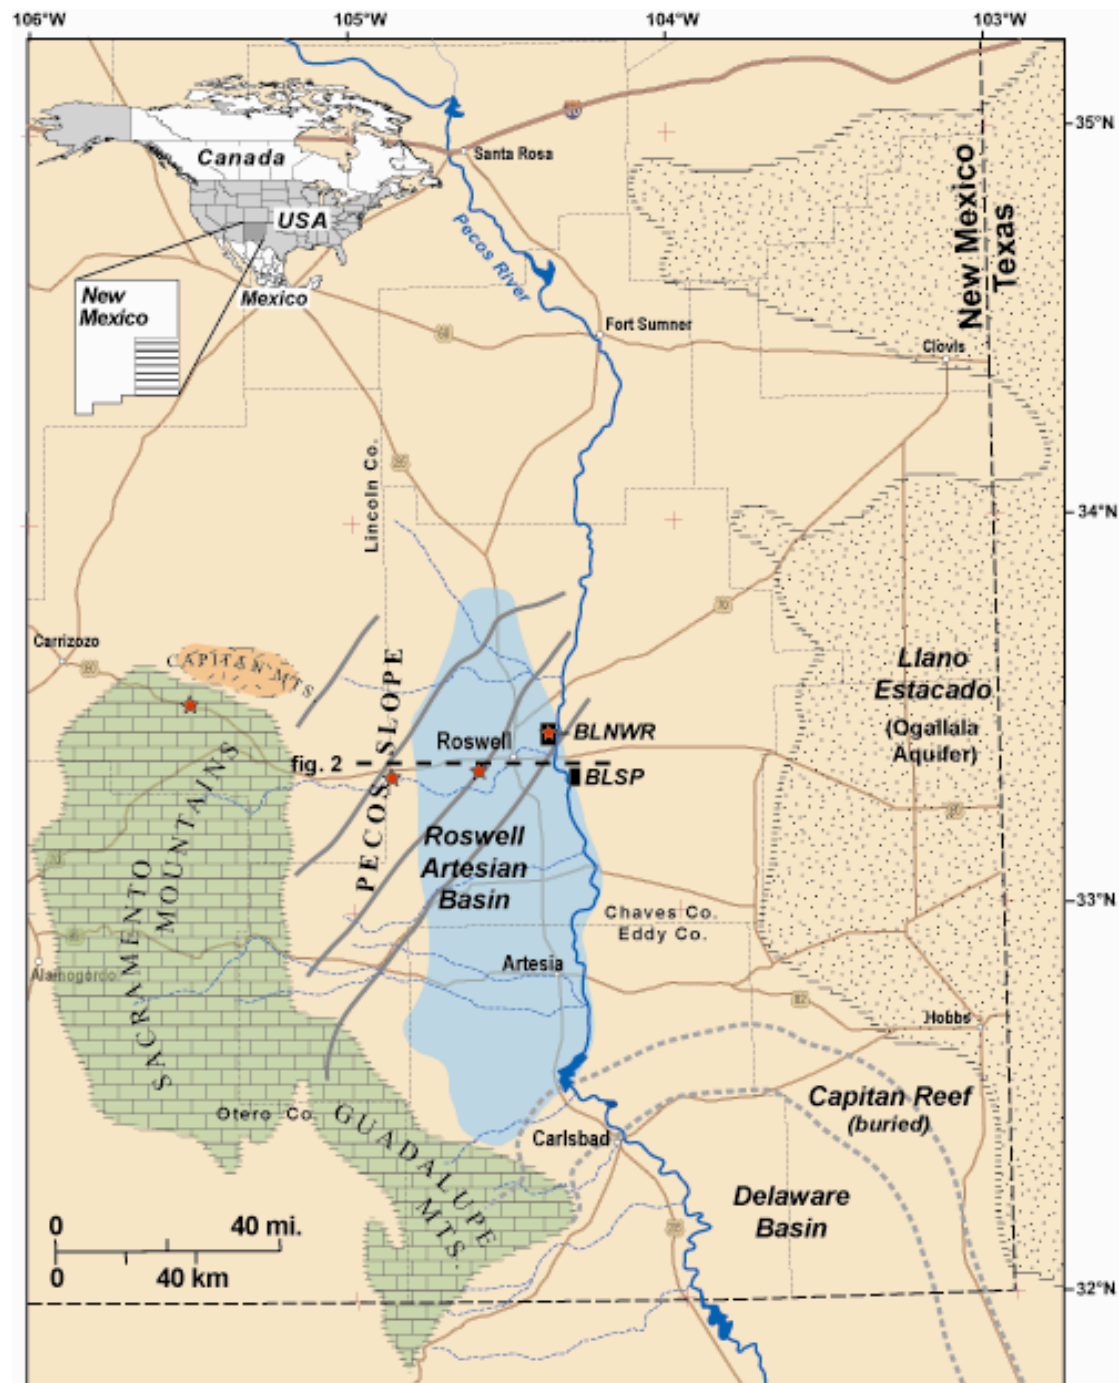 106°W
105°W
104°W
103°W
35°N
34°N
33°N
32°N
Canada
USA
Mexico
New
Mexico
Santa Rosa
Pecos River
Fort Sumner
New Mexico
Texas
Clovis
Lincoln Co.
Carrizozo
CAPITAN MTS
PECOS SLOPE
Llano
Estacado
(Ogallala
Aquifer)
Roswell
BLNWR
fig. 2
BLSP
SACRAMENTO
MOUNTAINS
Roswell
Artesian
Basin
Chaves Co.
Eddy Co.
Alamogordo
Artesia
82
Hobbs
70
Otero Co.
GUADALUPE
MTS
Capitan Reef
(buried)
Carlsbad
Delaware
Basin
0
40 mi.
0
40 km